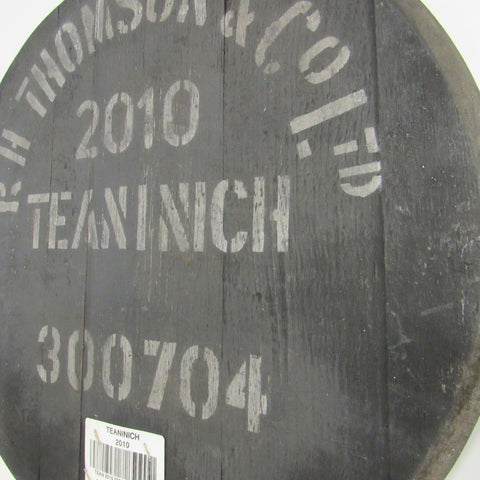 R H THOMSON & CO LTD
2010
TEANINICH
300704
TEANINICH
2010